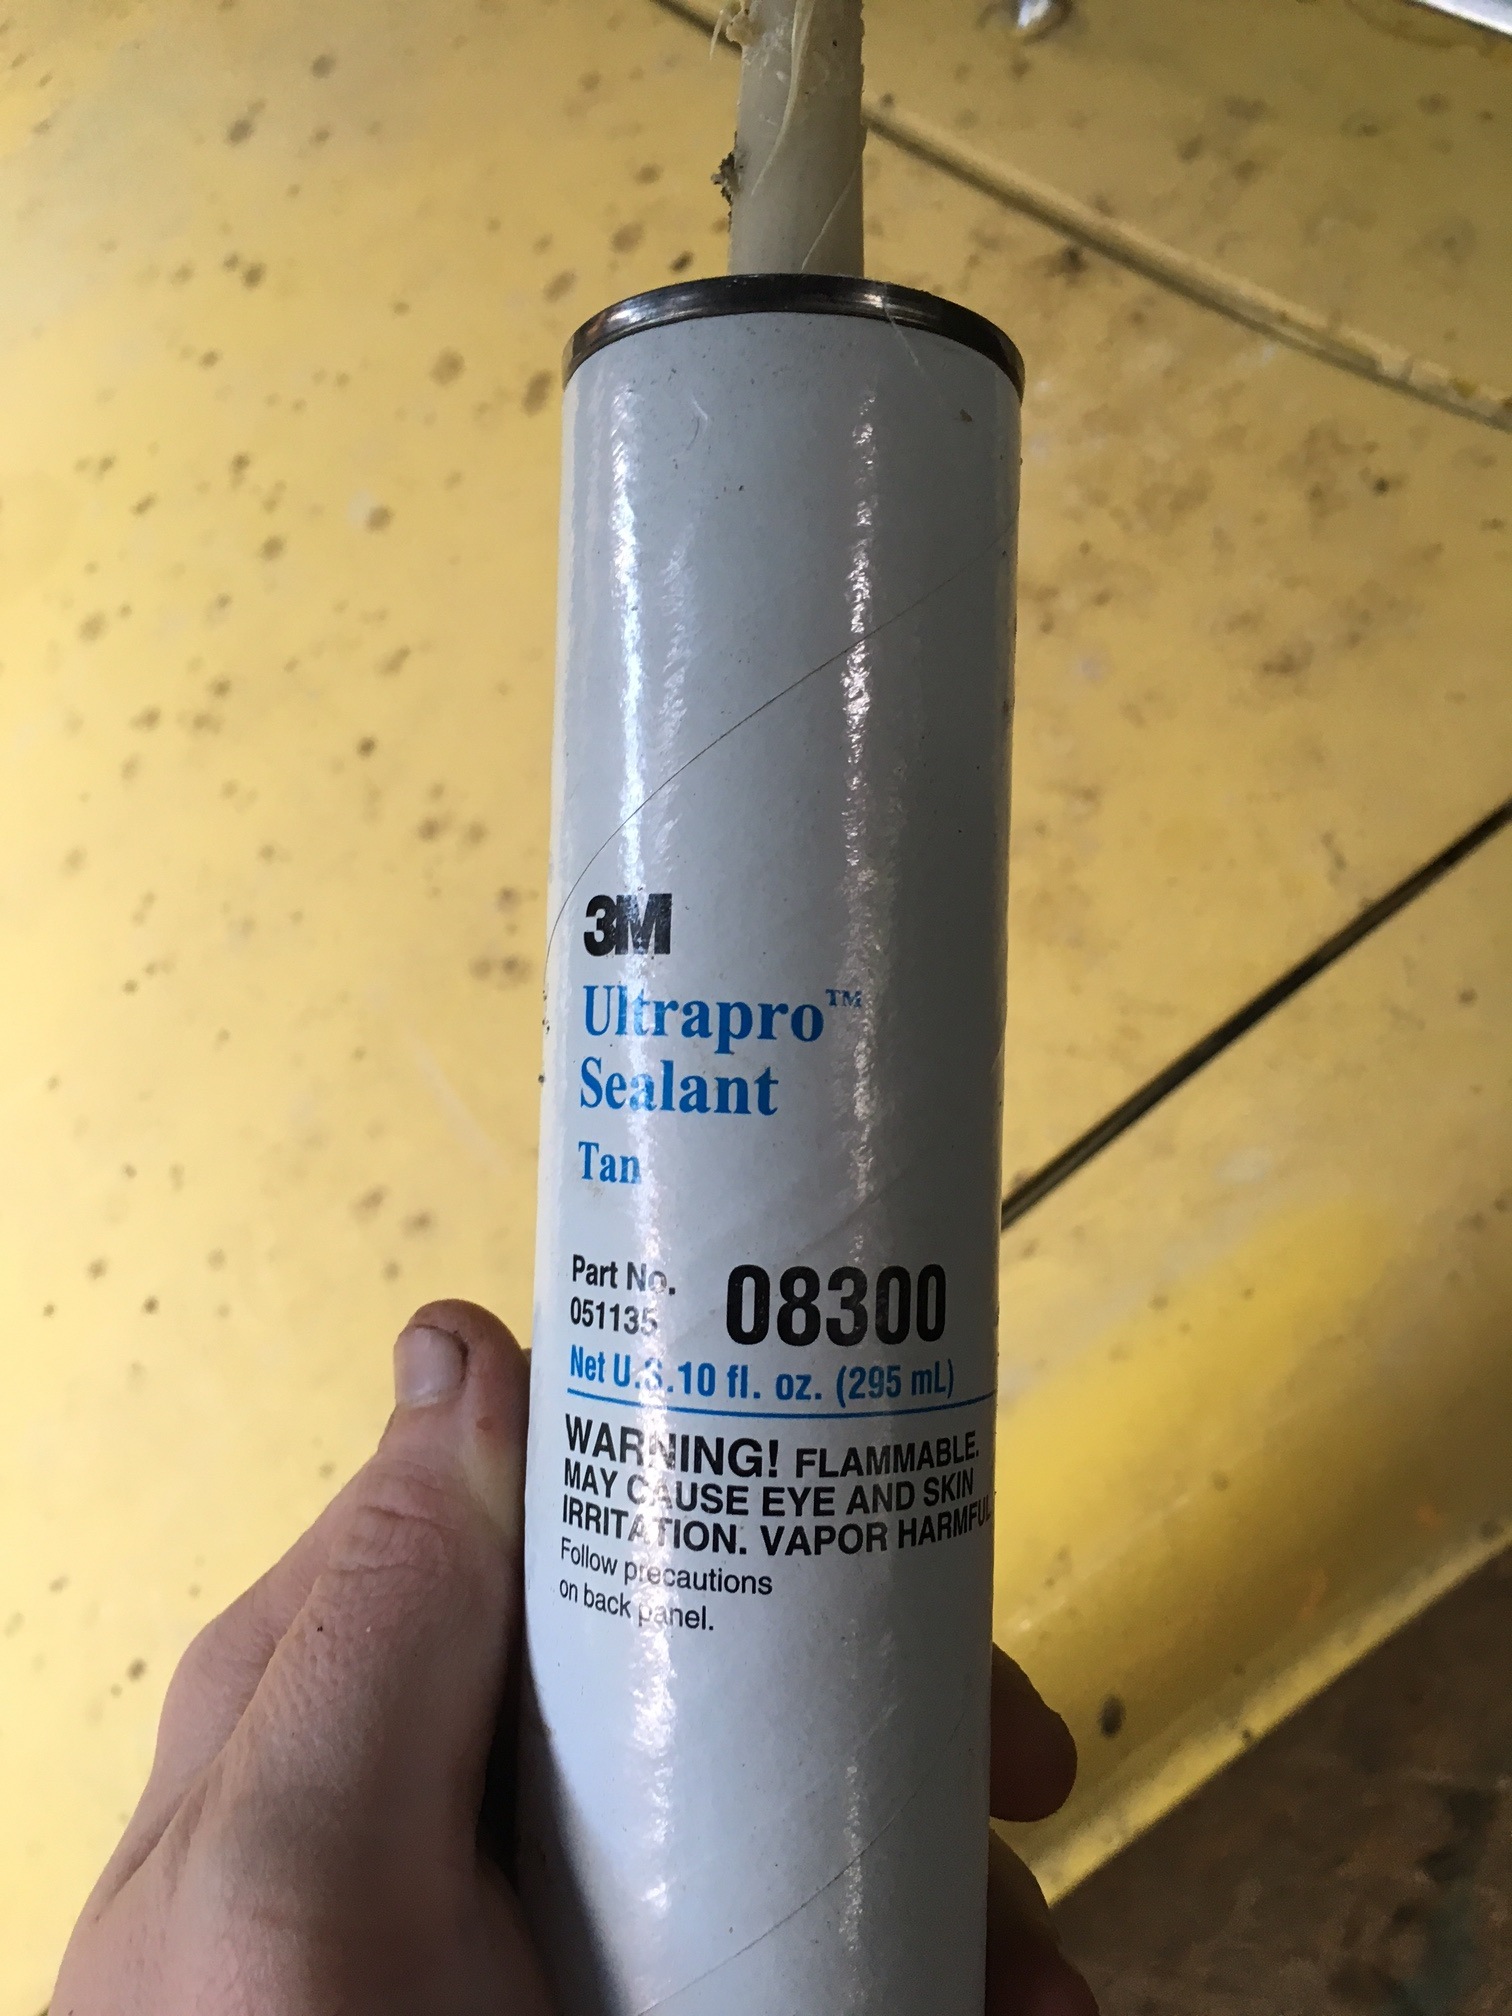 3M
Ultrapro™
Sealant
Tan
Part No.
051135 08300
Net U.S.10 fl. oz. (295 mL)
WARNING! FLAMMABLE.
MAY CAUSE EYE AND SKIN
IRRITATION. VAPOR HARMFUL.
Follow precautions
on back panel.